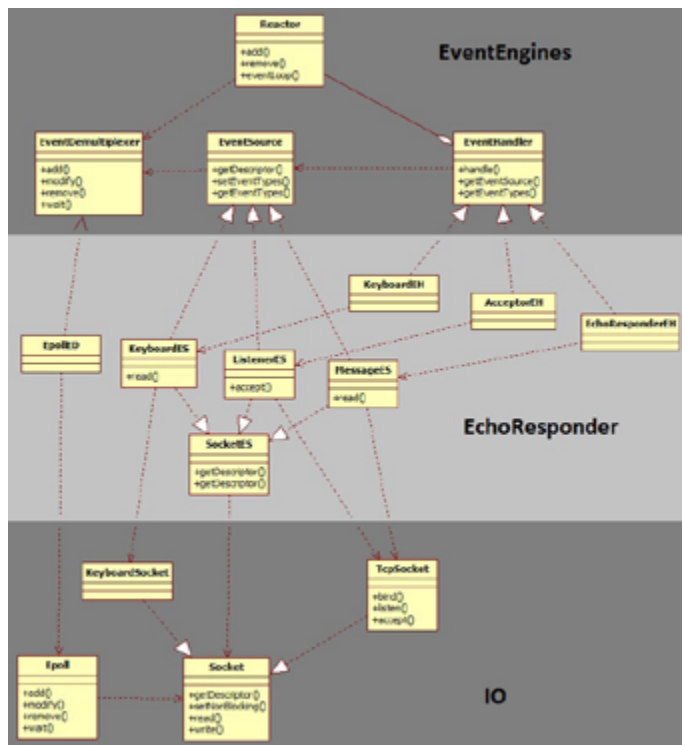 Reactor
+add()
+remove()
+eventLoop()
EventEngines
EventDemultiplexer
+add()
+modify()
+remove()
+wait()
EventSource
+getDescriptor()
+setEventTypes()
+getEventTypes()
EventHandler
+handle()
+getEventSource()
+getEventTypes()
KeyboardEH
AcceptorEH
EchoResponderEH
EpollED
KeyboardES
+read()
ListenerES
+accept()
MessageES
+read()
SocketES
+getDescriptor()
+getDescriptor()
EchoResponder
KeyboardSocket
TcpSocket
+bind()
+listen()
+accept()
Epoll
+add()
+modify()
+remove()
+wait()
Socket
+getDescriptor()
+setNonBlocking()
+read()
+write()
IO